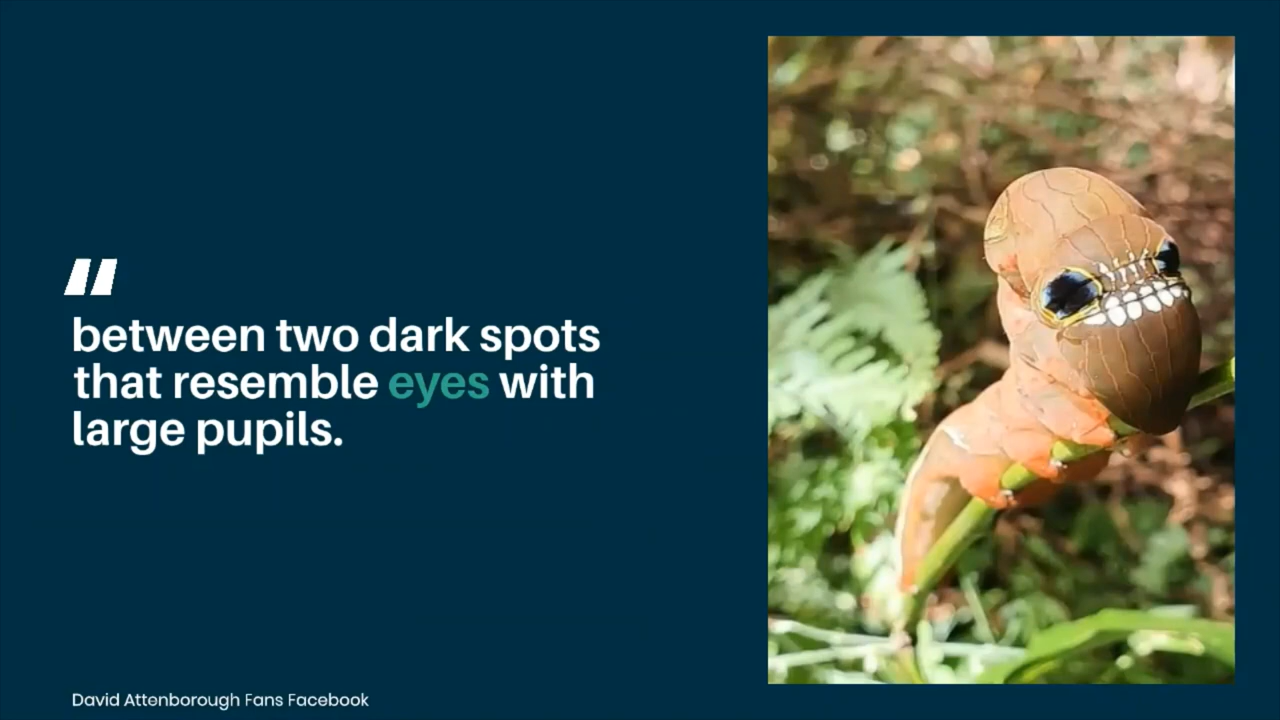 "
between two dark spots
that resemble eyes with
large pupils.
David Attenborough Fans Facebook